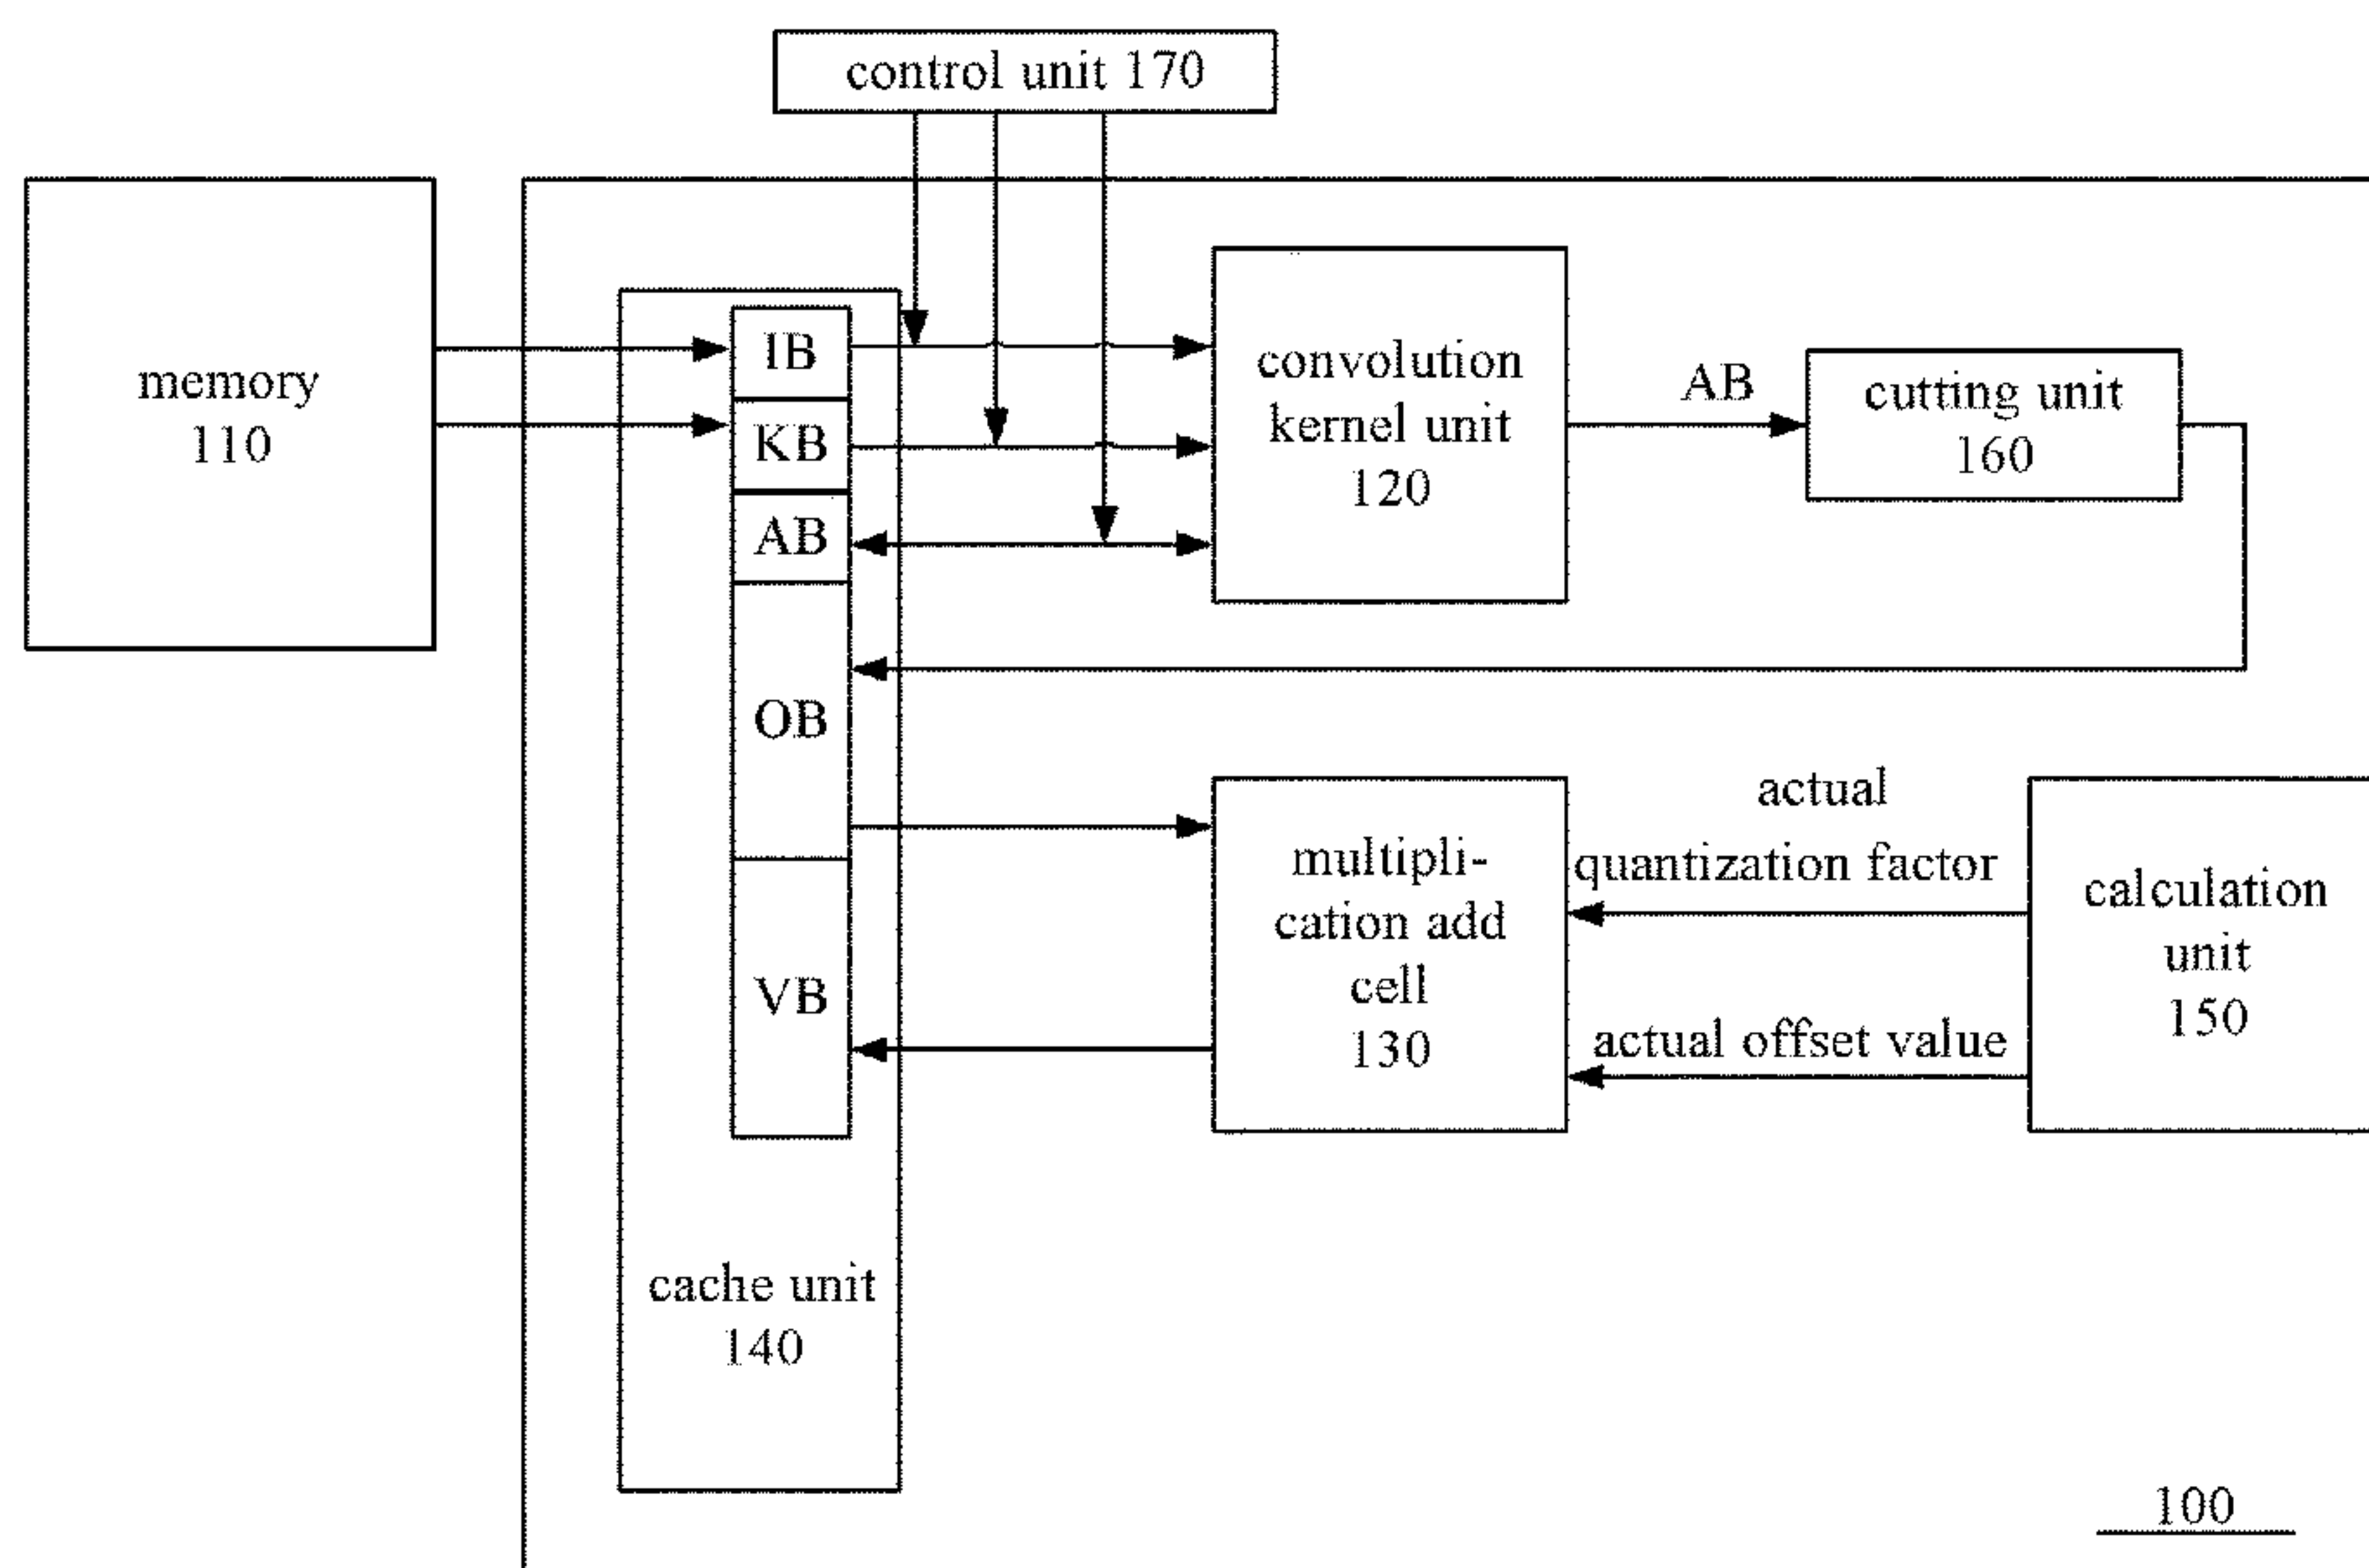 control unit 170
memory
110
IB
KB
AB
OB
VB
cache unit
140
convolution
kernel unit
120
AB
cutting unit
160
multipli-
cation add
cell
130
actual
quantization factor
actual offset value
calculation
unit
150
100